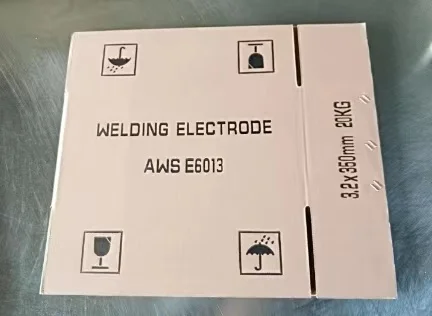 WELDING ELECTRODE
AWS E6013
3.2x350mm 20KG